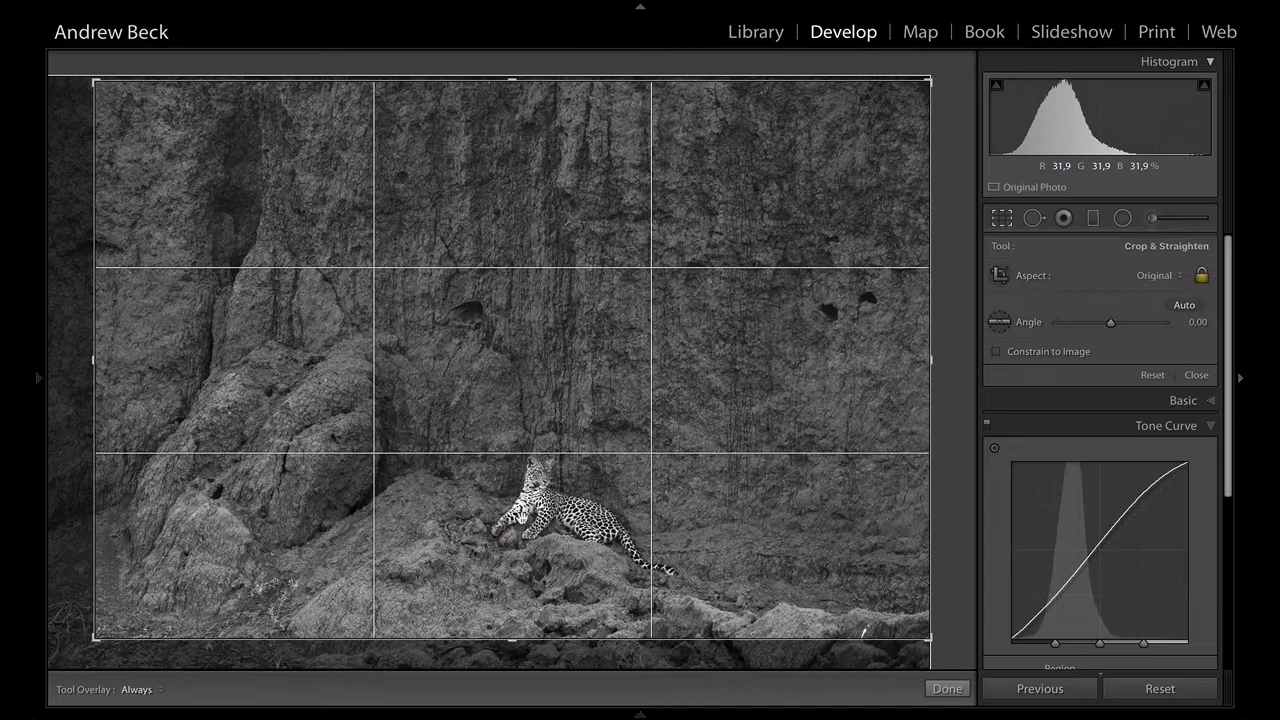 Andrew Beck
Library | Develop | Map | Book | Slideshow | Print | Web
Histogram
R 31,9 G 31,9 B 31,9 %
Original Photo
Tool : Crop & Straighten
Aspect : Original
Auto
Angle 0,00
Constrain to Image
Reset Close
Basic
Tone Curve
Region
Tool Overlay : Always
Done
Previous Reset